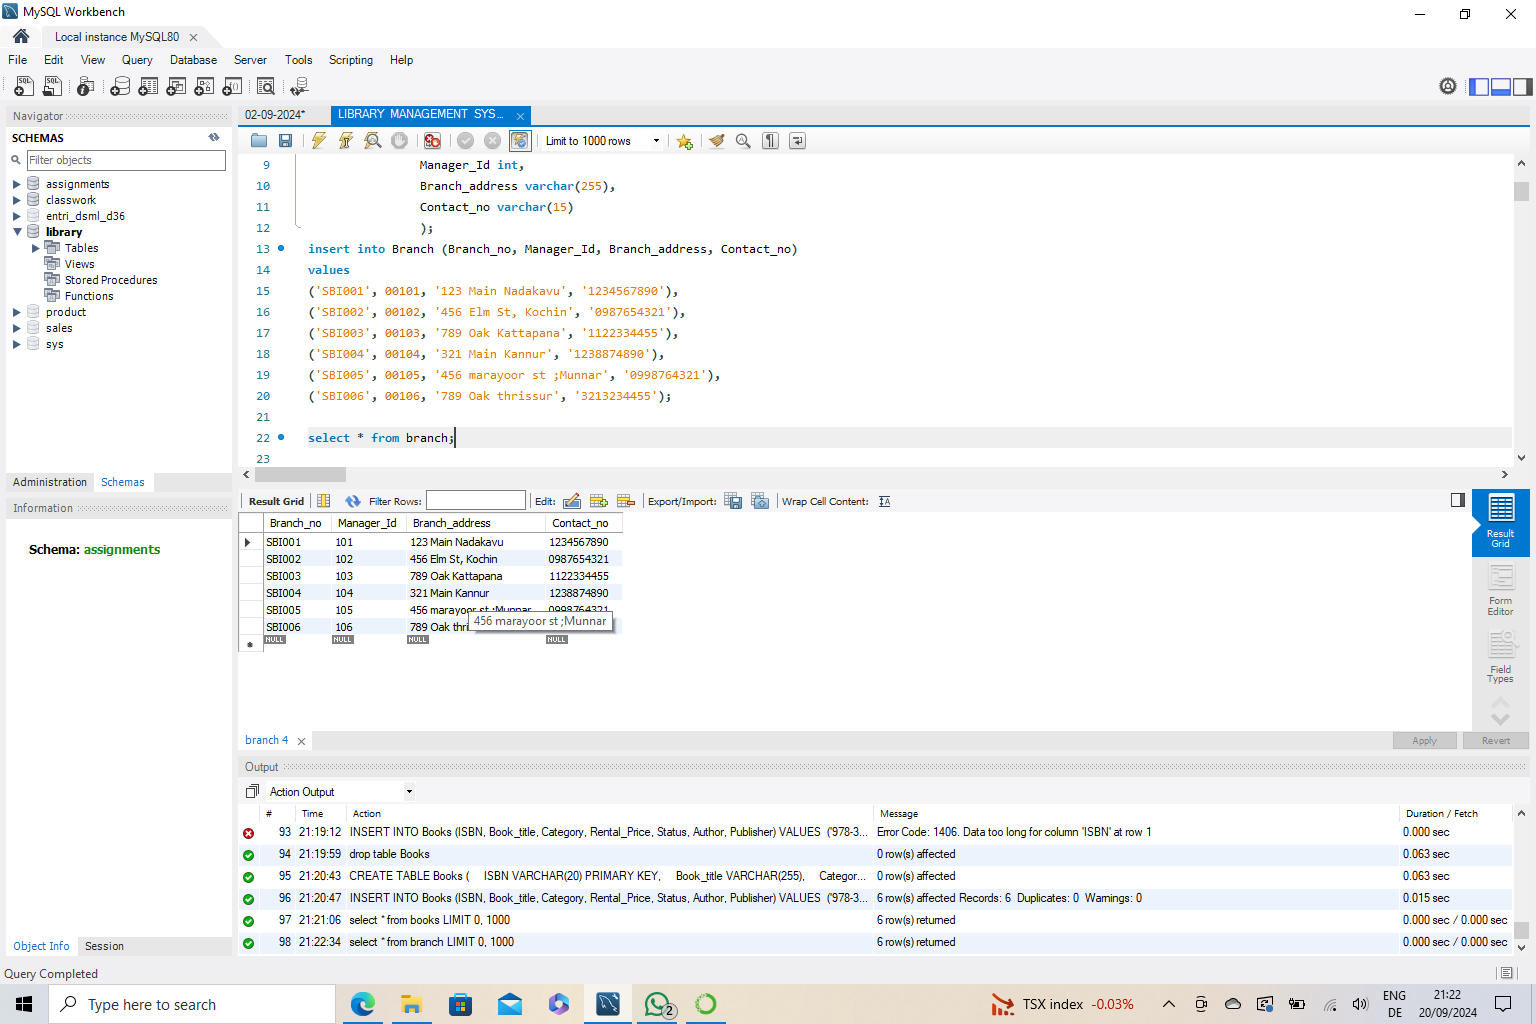 MySQL Workbench
Local instance MySQL80
File Edit View Query Database Server Tools Scripting Help
Navigator
SCHEMAS
Filter objects
assignments
classwork
entri_dsml_d36
library
Tables
Views
Stored Procedures
Functions
product
sales
sys
Administration Schemas
Information
Schema: assignments
Object Info Session
Query Completed
02-09-2024* LIBRARY MANAGEMENT SYS...
Limit to 1000 rows
9 Manager_Id int,
10 Branch_address varchar(255),
11 Contact_no varchar(15)
12 );
13 insert into Branch (Branch_no, Manager_Id, Branch_address, Contact_no)
14 values
15 ('SBI001', 00101, '123 Main Nadakavu', '1234567890'),
16 ('SBI002', 00102, '456 Elm St, Kochin', '0987654321'),
17 ('SBI003', 00103, '789 Oak Kattapana', '1122334455'),
18 ('SBI004', 00104, '321 Main Kannur', '1238874890'),
19 ('SBI005', 00105, '456 marayoor st ;Munnar', '0998764321'),
20 ('SBI006', 00106, '789 Oak thrissur', '3213234455');
21
22 select * from branch;
23
Result Grid Filter Rows: Edit: Export/Import: Wrap Cell Content:
Branch_no Manager_Id Branch_address Contact_no
SBI001 101 123 Main Nadakavu 1234567890
SBI002 102 456 Elm St, Kochin 0987654321
SBI003 103 789 Oak Kattapana 1122334455
SBI004 104 321 Main Kannur 1238874890
SBI005 105 456 marayoor st ;Munnar 0998764321
SBI006 106 789 Oak thri
456 marayoor st ;Munnar
NULL NULL NULL NULL
Result Grid
Form Editor
Field Types
branch 4
Apply Revert
Output
Action Output
# Time Action Message Duration / Fetch
93 21:19:12 INSERT INTO Books (ISBN, Book_title, Category, Rental_Price, Status, Author, Publisher) VALUES ('978-3... Error Code: 1406. Data too long for column 'ISBN' at row 1 0.000 sec
94 21:19:59 drop table Books 0 row(s) affected 0.063 sec
95 21:20:43 CREATE TABLE Books ( ISBN VARCHAR(20) PRIMARY KEY, Book_title VARCHAR(255), Categor... 0 row(s) affected 0.063 sec
96 21:20:47 INSERT INTO Books (ISBN, Book_title, Category, Rental_Price, Status, Author, Publisher) VALUES ('978-3... 6 row(s) affected Records: 6 Duplicates: 0 Warnings: 0 0.015 sec
97 21:21:06 select * from books LIMIT 0, 1000 6 row(s) returned 0.000 sec / 0.000 sec
98 21:22:34 select * from branch LIMIT 0, 1000 6 row(s) returned 0.000 sec / 0.000 sec
Type here to search
2
TSX index -0.03%
ENG
DE
21:22
20/09/2024